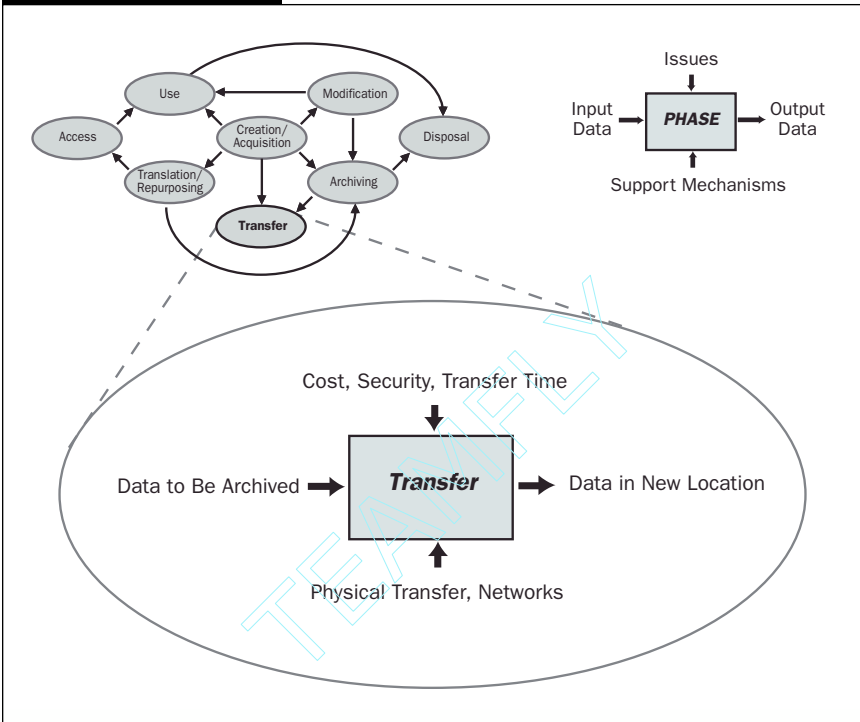 Use
Modification
Access
Creation/
Acquisition
Disposal
Translation/
Repurposing
Archiving
Transfer
Issues
Input
Data
PHASE
Output
Data
Support Mechanisms
Cost, Security, Transfer Time
Data to Be Archived
Transfer
Data in New Location
Physical Transfer, Networks
TEAMFLY